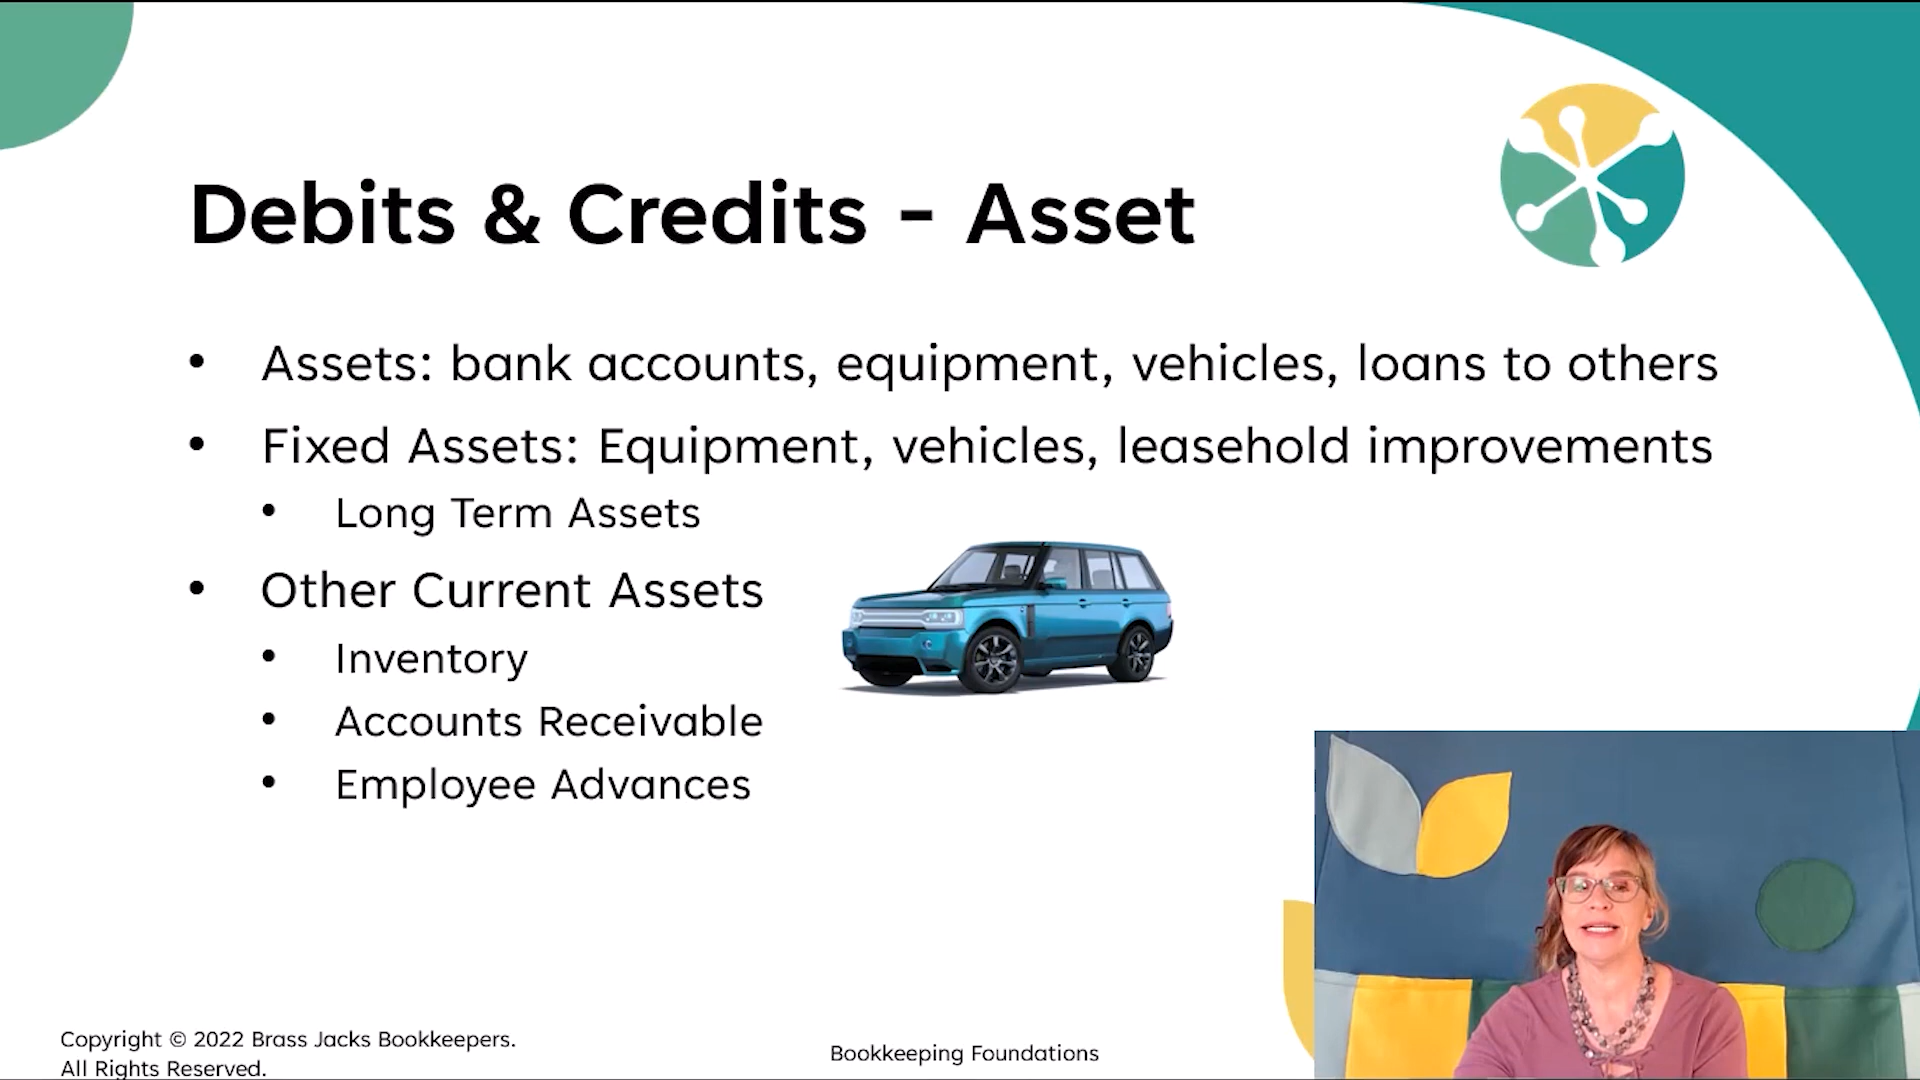 Debits & Credits - Asset
• Assets: bank accounts, equipment, vehicles, loans to others
• Fixed Assets: Equipment, vehicles, leasehold improvements
• Long Term Assets
• Other Current Assets
• Inventory
• Accounts Receivable
• Employee Advances
Copyright © 2022 Brass Jacks Bookkeepers.
All Rights Reserved.
Bookkeeping Foundations